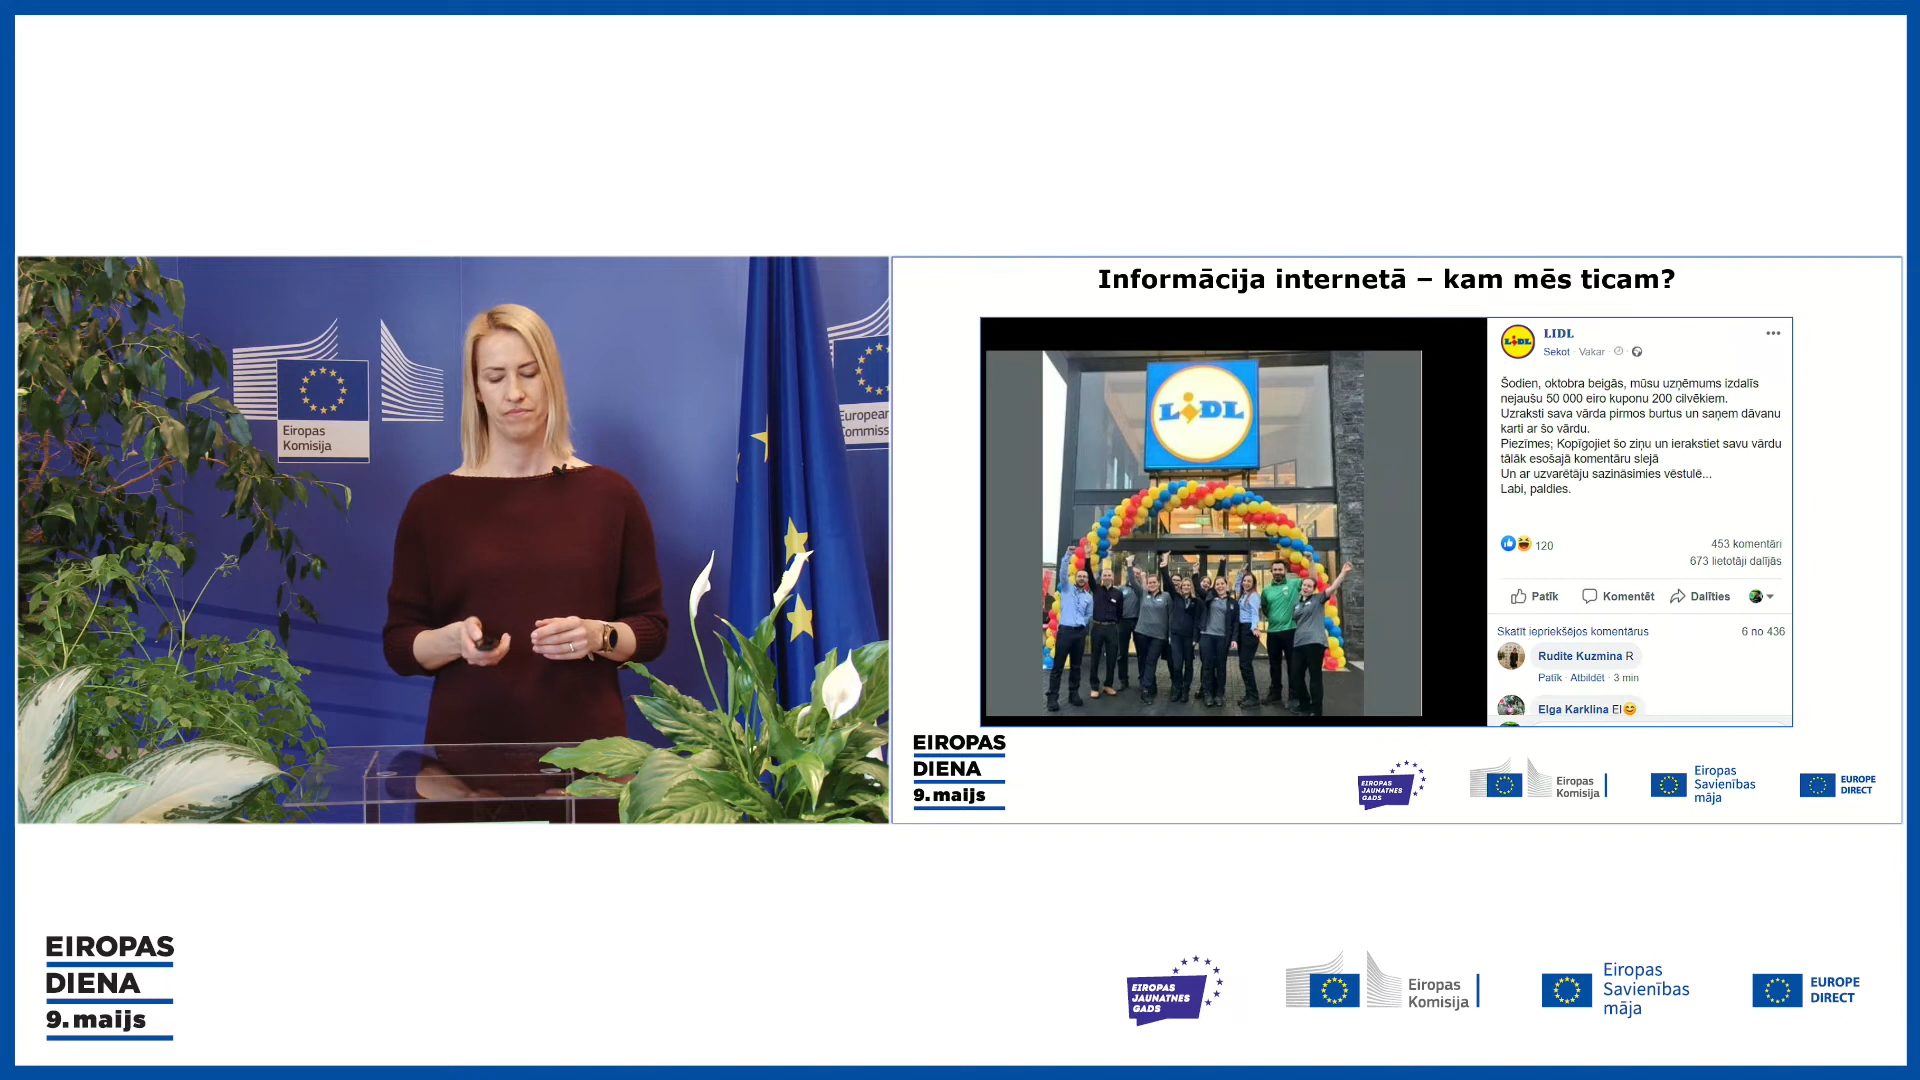 Eiropas
Komisija
European
Commiss
Informācija internetā – kam mēs ticam?
LIDL
LIDL
LIDL
Sekot · Vakar ·
Šodien, oktobra beigās, mūsu uzņēmums izdalīs
nejaušu 50 000 eiro kuponu 200 cilvēkiem.
Uzraksti sava vārda pirmos burtus un saņem dāvanu
karti ar šo vārdu.
Piezīmes; Kopīgojiet šo ziņu un ierakstiet savu vārdu
tālāk esošajā komentāru slejā
Un ar uzvarētāju sazināsimies vēstulē...
Labi, paldies.
120
453 komentāri
673 lietotāji dalījās
Patīk Komentēt Dalīties
Skatīt iepriekšējos komentārus 6 no 436
Rudite Kuzmina R
Patīk · Atbildēt · 3 min
Elga Karklina El
EIROPAS
DIENA
9. maijs
EIROPAS
JAUNATNES
GADS
Eiropas
Komisija
Eiropas
Savienības
māja
EUROPE
DIRECT
EIROPAS
DIENA
9. maijs
EIROPAS
JAUNATNES
GADS
Eiropas
Komisija
Eiropas
Savienības
māja
EUROPE
DIRECT